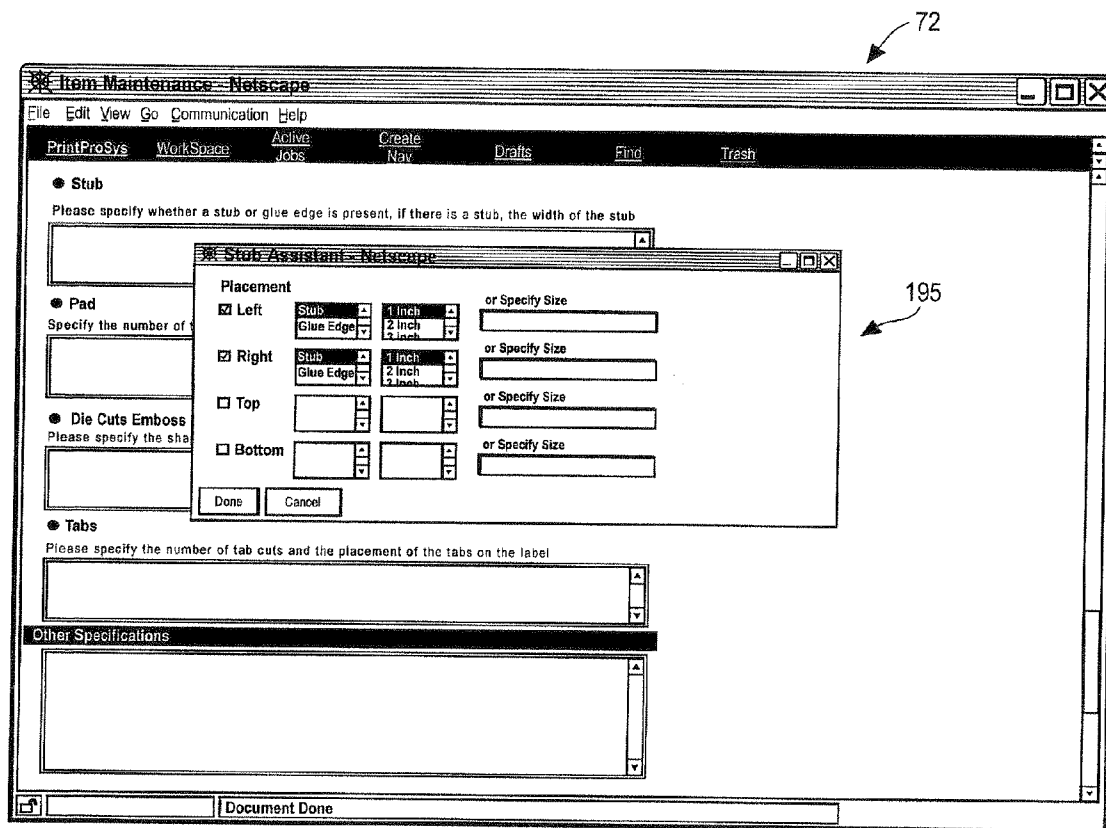 72
Item Maintenance - Netscape
File Edit View Go Communication Help
PrintProSys WorkSpace Active Jobs Create Nav Drafts Find Trash
Stub
Please specify whether a stub or glue edge is present, if there is a stub, the width of the stub
Stub Assistant - Netscape
Placement
195
Left Stub 1 Inch or Specify Size
Glue Edge 2 Inch
3 Inch
Pad
Specify the number of
Right Stub 1 Inch or Specify Size
Glue Edge 2 Inch
3 Inch
Top or Specify Size
Die Cuts Emboss
Please specify the sha
Bottom or Specify Size
Done Cancel
Tabs
Please specify the number of tab cuts and the placement of the tabs on the label
Other Specifications
Document Done